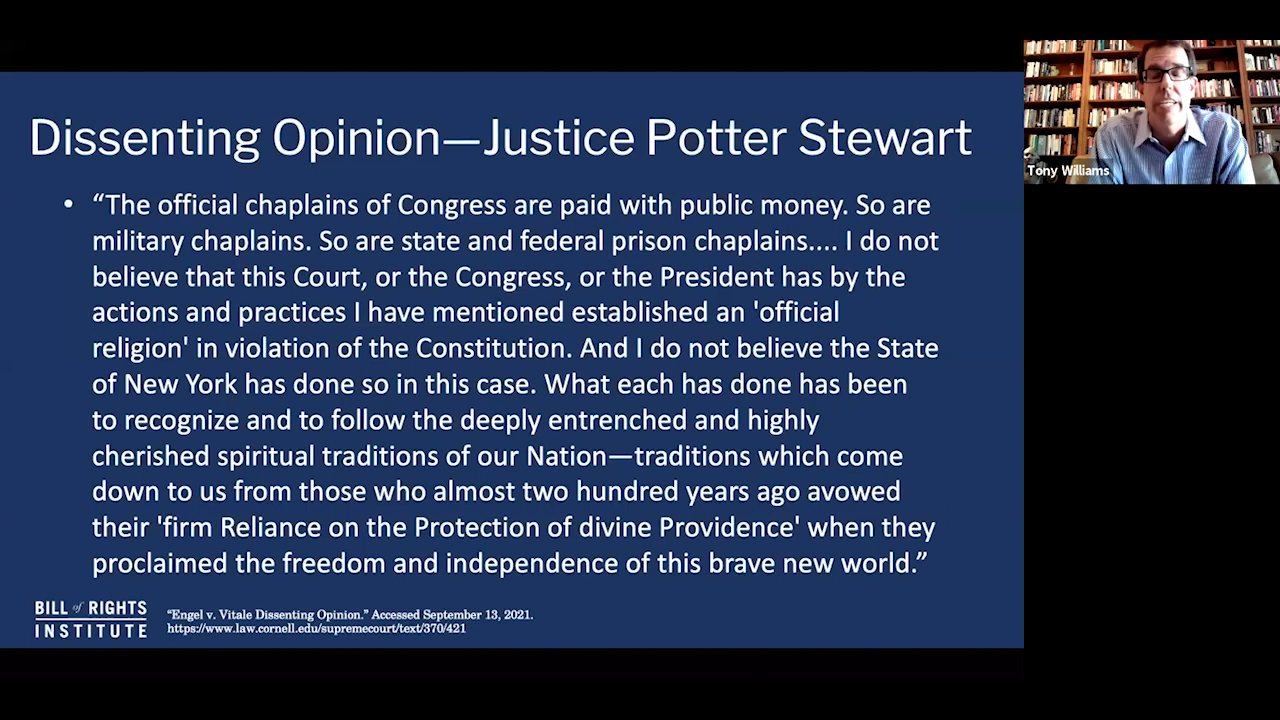 Dissenting Opinion—Justice Potter Stewart
• “The official chaplains of Congress are paid with public money. So are
military chaplains. So are state and federal prison chaplains.... I do not
believe that this Court, or the Congress, or the President has by the
actions and practices I have mentioned established an 'official
religion' in violation of the Constitution. And I do not believe the State
of New York has done so in this case. What each has done has been
to recognize and to follow the deeply entrenched and highly
cherished spiritual traditions of our Nation—traditions which come
down to us from those who almost two hundred years ago avowed
their 'firm Reliance on the Protection of divine Providence' when they
proclaimed the freedom and independence of this brave new world.”
BILL of RIGHTS
INSTITUTE
“Engel v. Vitale Dissenting Opinion.” Accessed September 13, 2021.
https://www.law.cornell.edu/supremecourt/text/370/421
Tony Williams